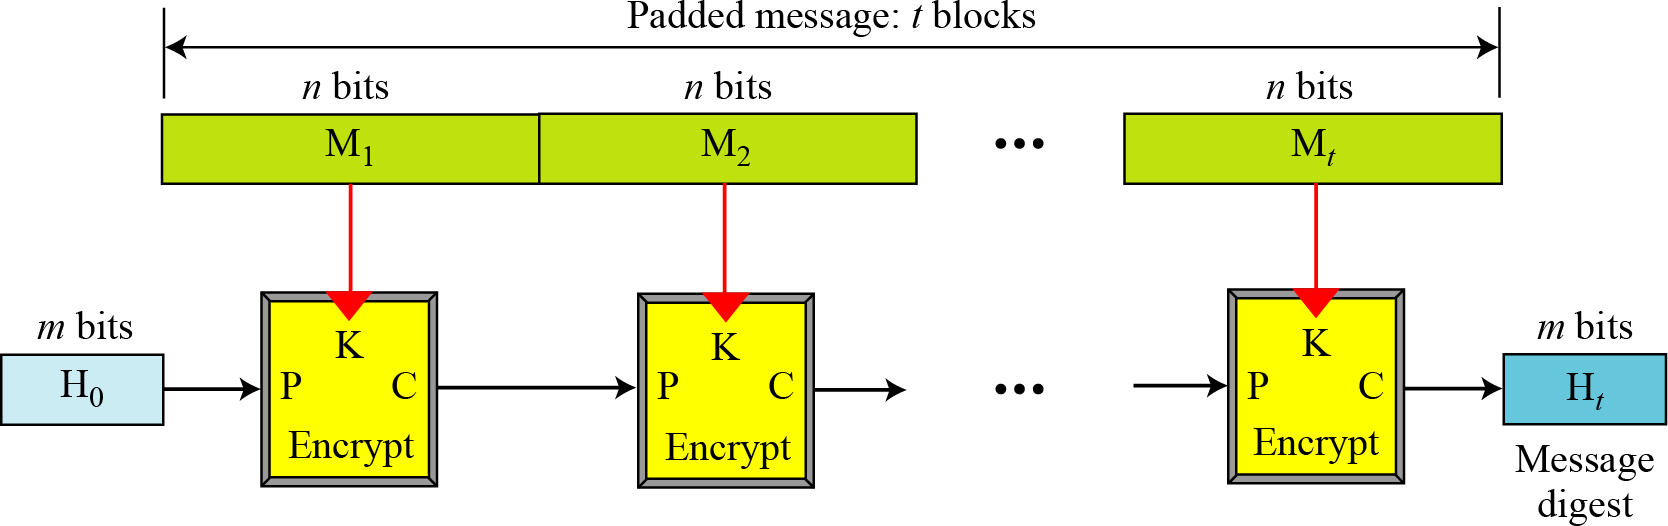 Padded message: t blocks
n bits n bits n bits
M1 M2 ••• Mt
m bits K K K m bits
H0 P C P C ••• P C Ht
Encrypt Encrypt Encrypt
Message
digest